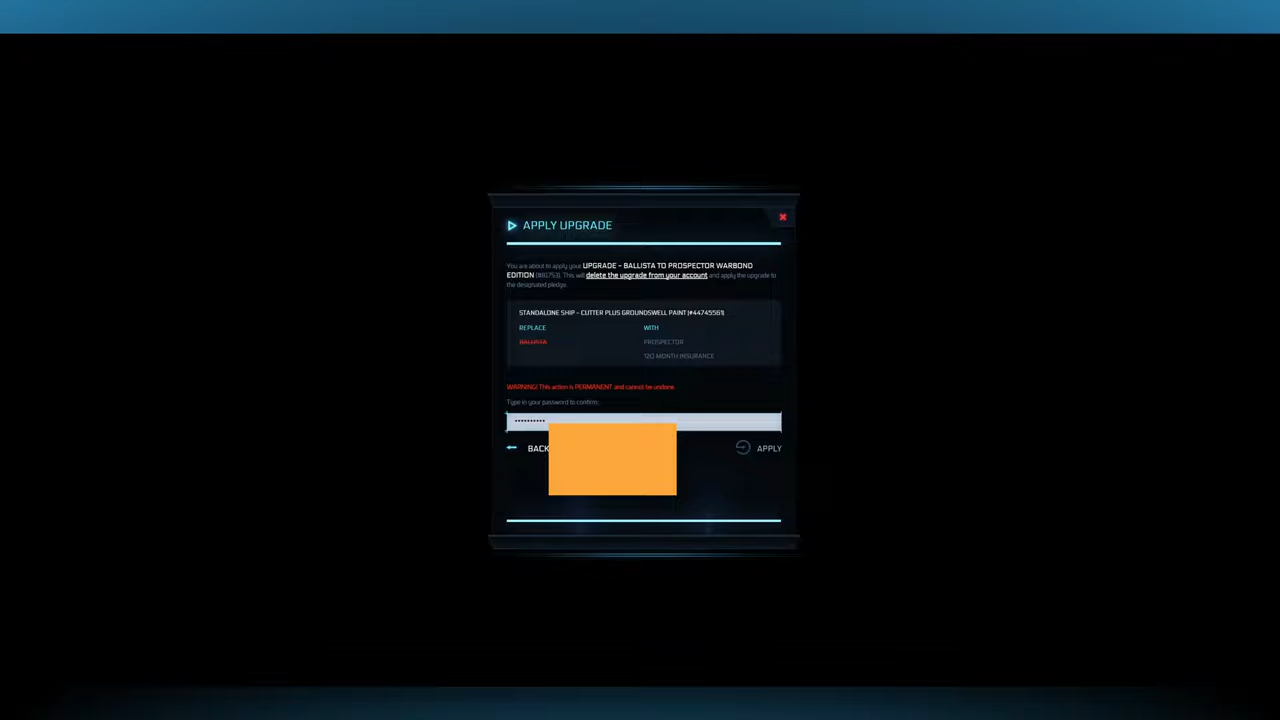 APPLY UPGRADE
You are about to apply your UPGRADE - BALLISTA TO PROSPECTOR WARBOND
EDITION (#81753). This will delete the upgrade from your account and apply the upgrade to
the designated pledge.
STANDALONE SHIP - CUTTER PLUS GROUNDSWELL PAINT (#44745561)
REPLACE WITH
BALLISTA PROSPECTOR
120 MONTH INSURANCE
WARNING! This action is PERMANENT and cannot be undone.
Type in your password to confirm:
BACK APPLY